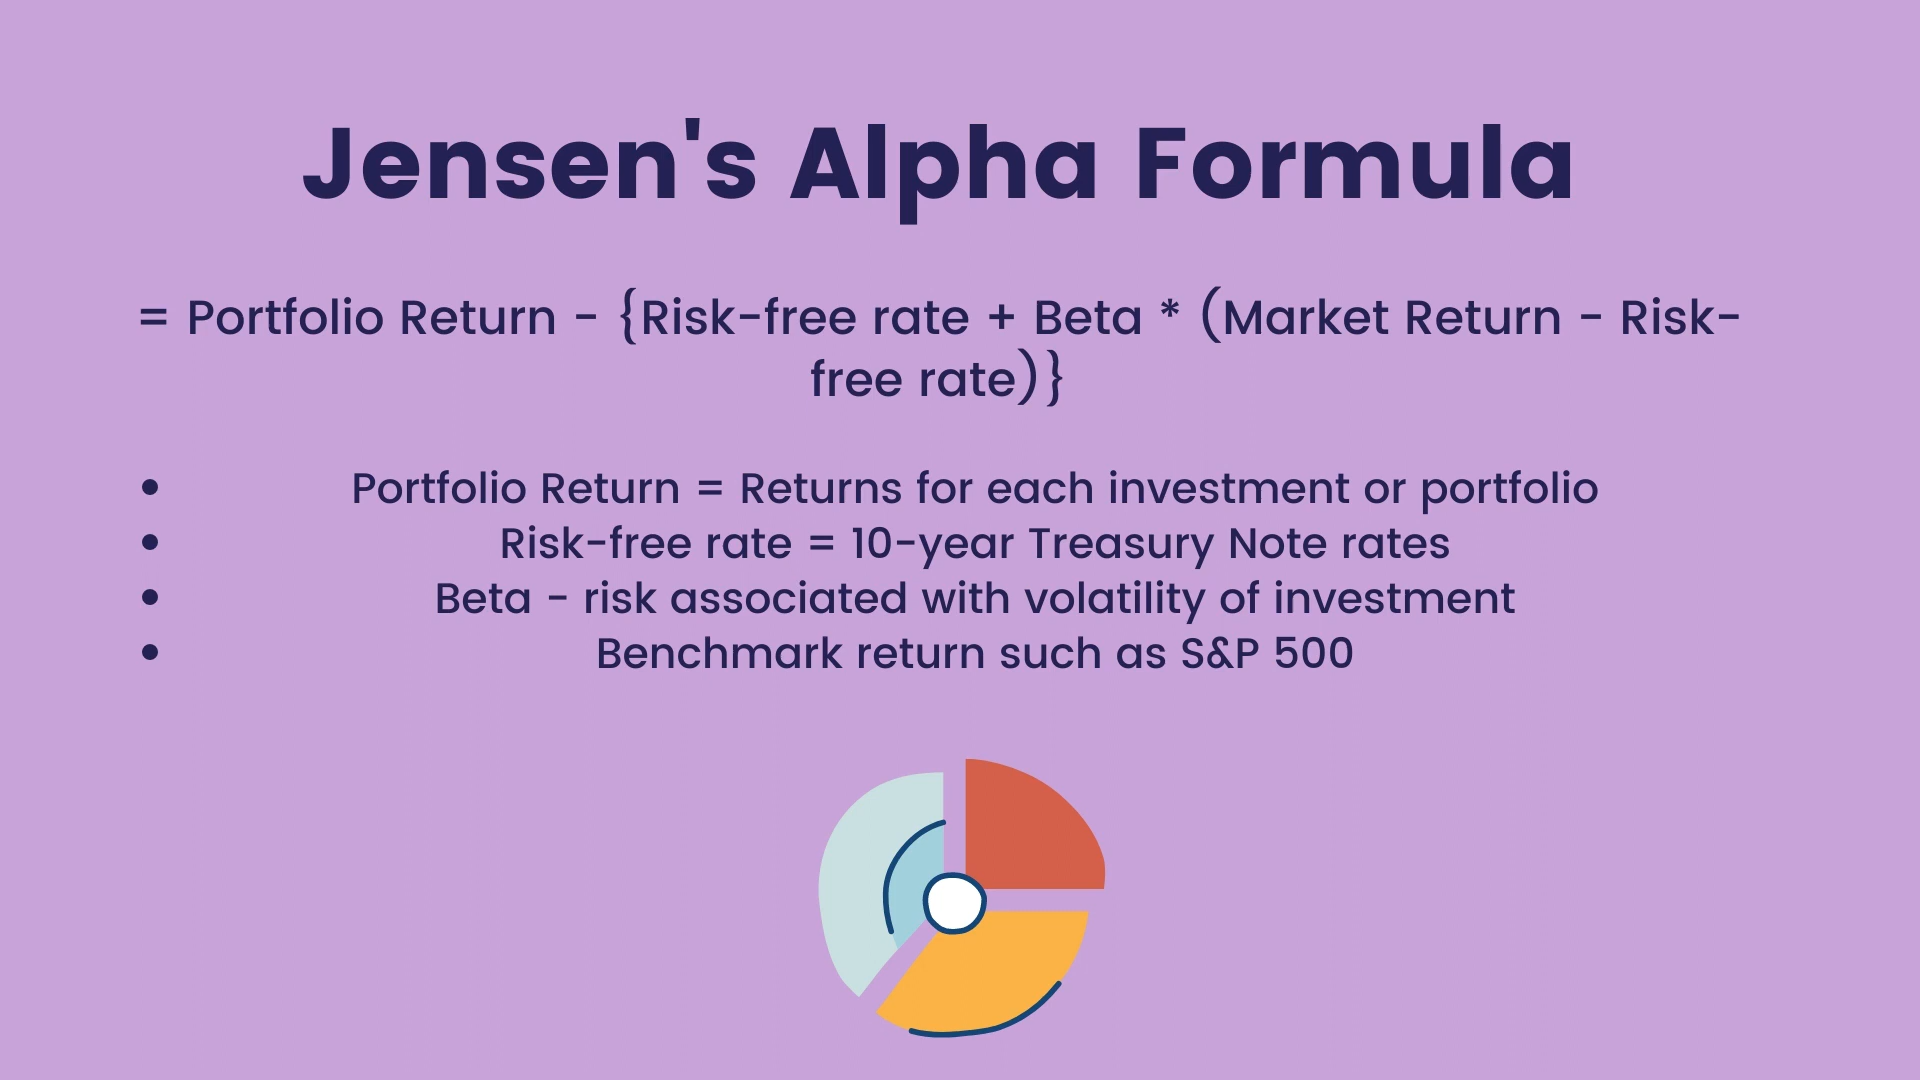 Jensen's Alpha Formula
= Portfolio Return - {Risk-free rate + Beta * (Market Return - Risk-
free rate)}
• Portfolio Return = Returns for each investment or portfolio
• Risk-free rate = 10-year Treasury Note rates
• Beta - risk associated with volatility of investment
• Benchmark return such as S&P 500